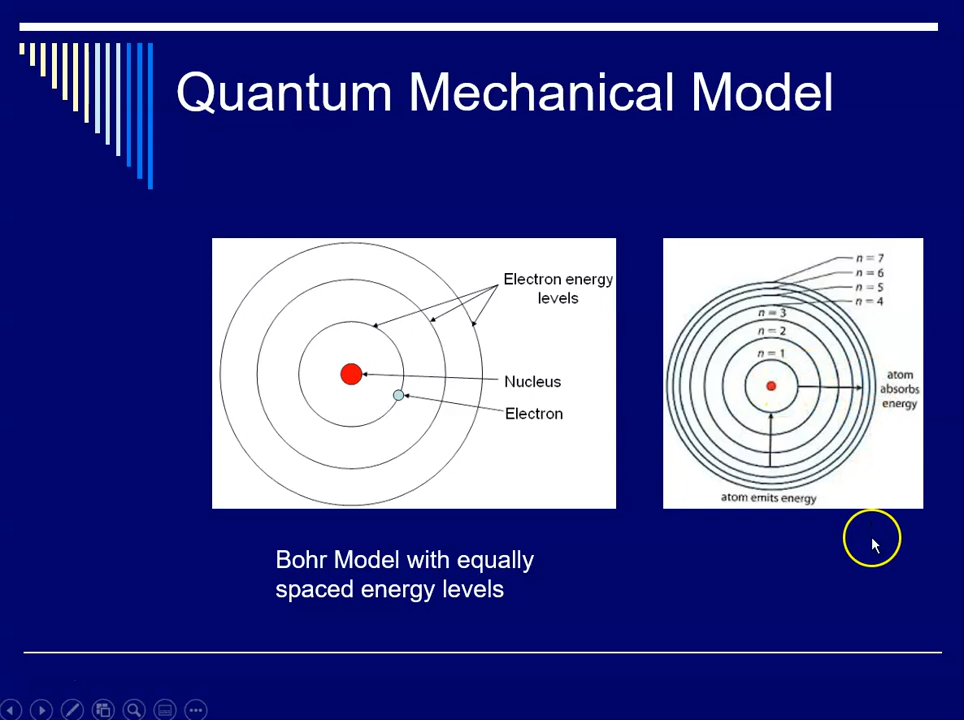 Quantum Mechanical Model
Electron energy
levels
Nucleus
Electron
n = 7
n = 6
n = 5
n = 4
n = 3
n = 2
n = 1
atom
absorbs
energy
atom emits energy
Bohr Model with equally
spaced energy levels